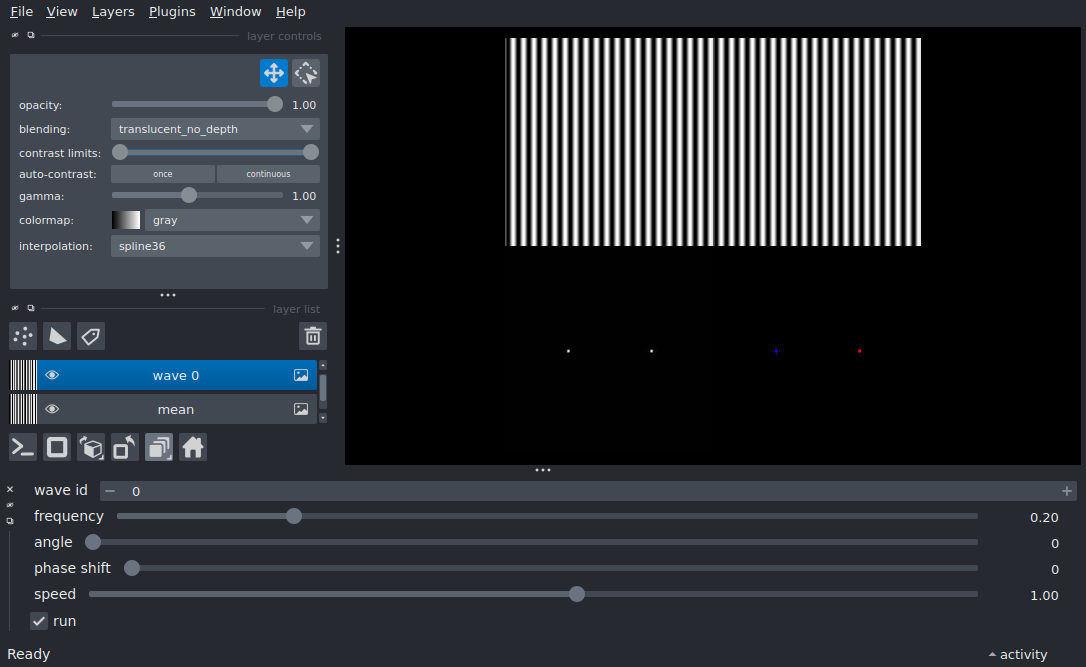 File View Layers Plugins Window Help
layer controls
opacity: 1.00
blending: translucent_no_depth
contrast limits:
auto-contrast: once continuous
gamma: 1.00
colormap: gray
interpolation: spline36
layer list
wave 0
mean
wave id 0
frequency 0.20
angle 0
phase shift 0
speed 1.00
run
Ready activity